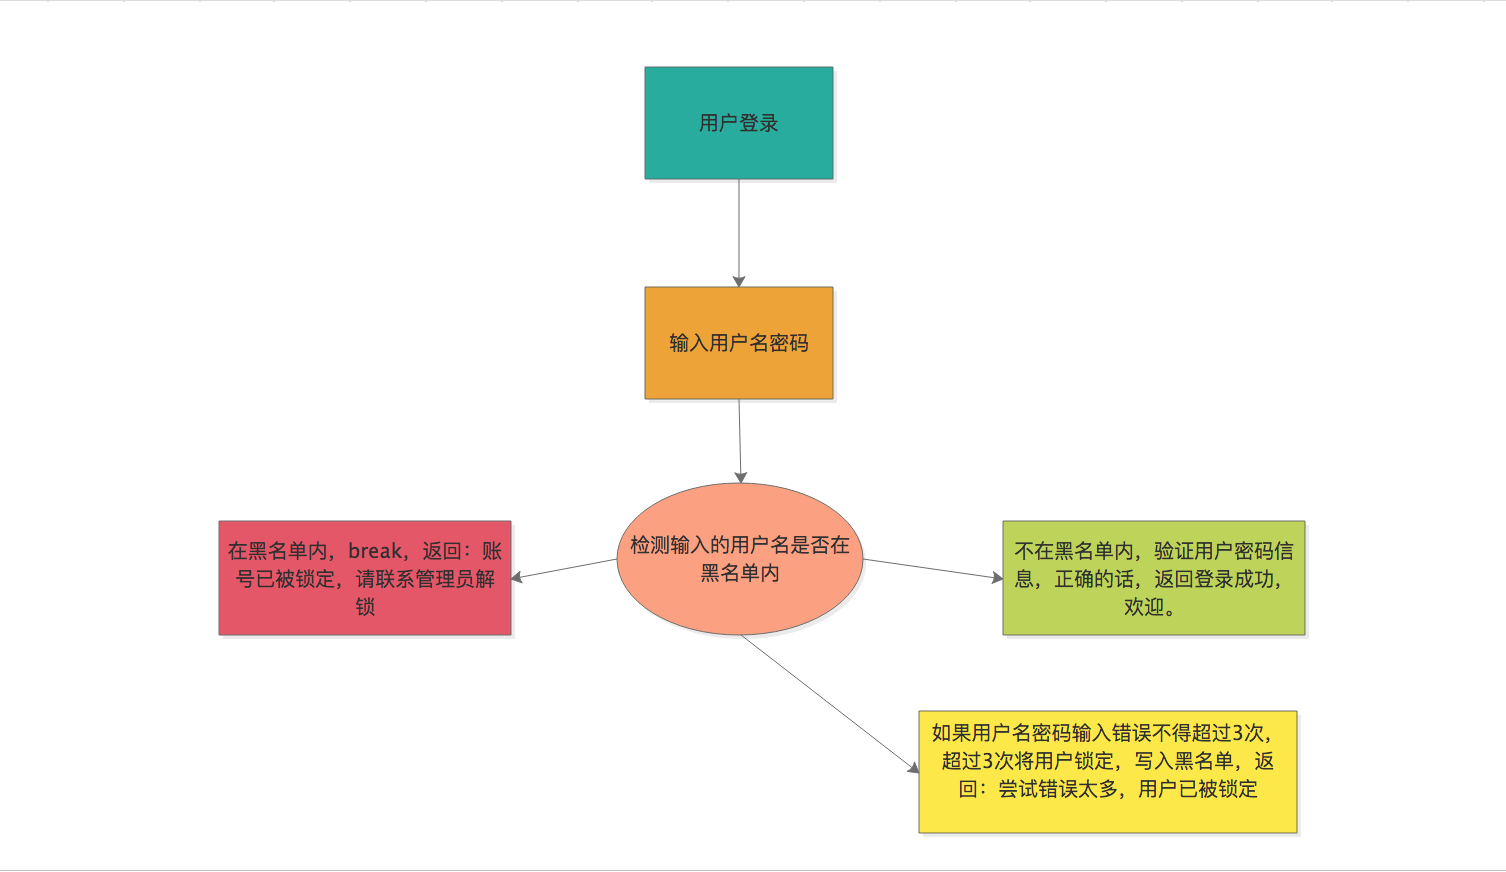 用户登录
输入用户名密码
检测输入的用户名是否在
黑名单内
在黑名单内，break，返回：账
号已被锁定，请联系管理员解
锁
不在黑名单内，验证用户密码信
息，正确的话，返回登录成功，
欢迎。
如果用户名密码输入错误不得超过3次，
超过3次将用户锁定，写入黑名单，返
回：尝试错误太多，用户已被锁定